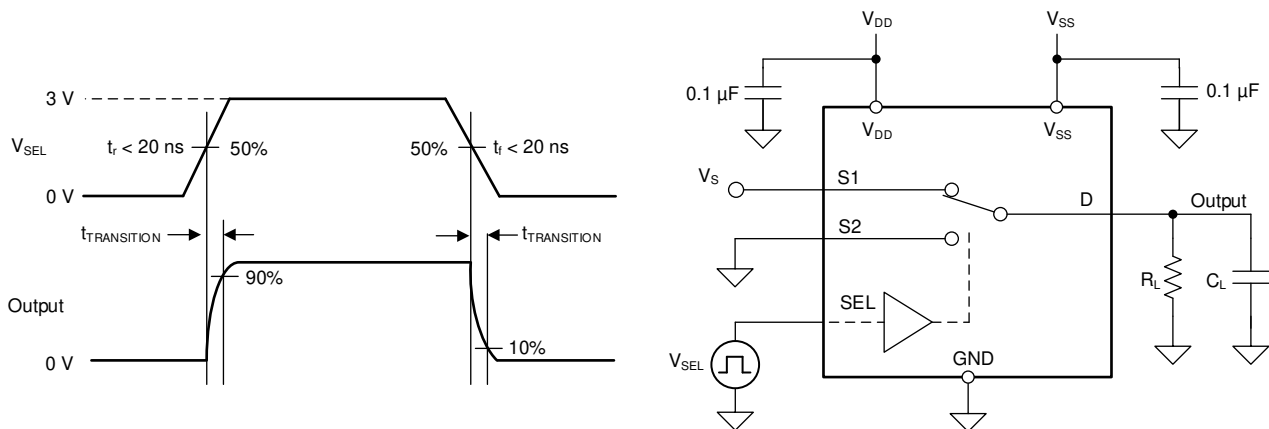 3 V
V_SEL
t_r < 20 ns
50%
50%
t_f < 20 ns
0 V
t_TRANSITION
t_TRANSITION
90%
Output
10%
0 V
V_DD
V_SS
0.1 µF
0.1 µF
V_DD
V_SS
V_S
S1
D
Output
S2
R_L
C_L
SEL
V_SEL
GND